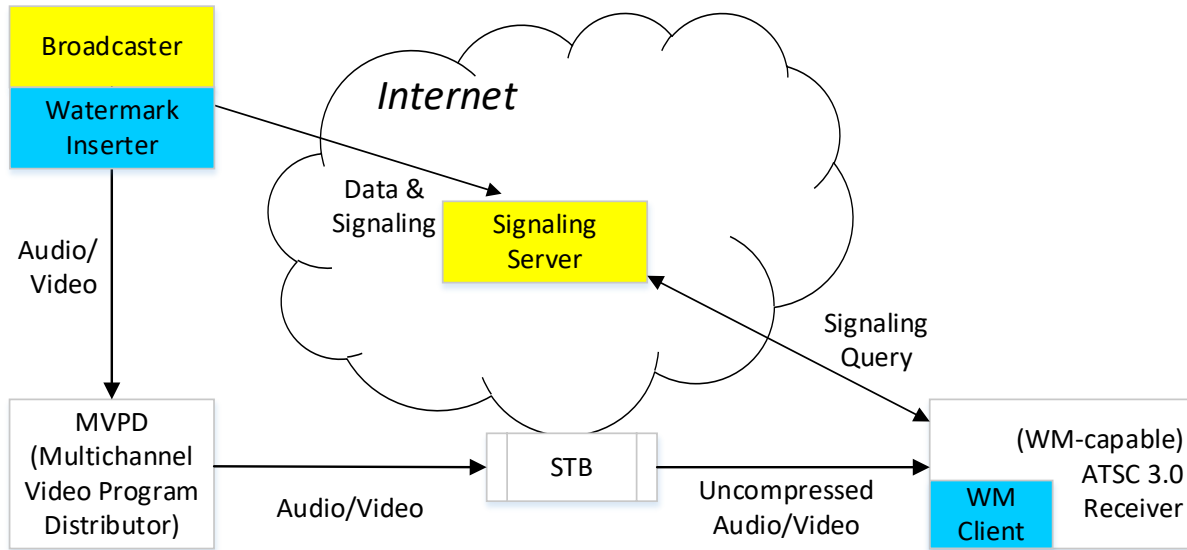 Broadcaster
Watermark
Inserter
Internet
Data &
Signaling
Signaling
Server
Audio/
Video
Signaling
Query
MVPD
(Multichannel
Video Program
Distributor)
Audio/Video
STB
Uncompressed
Audio/Video
(WM-capable)
ATSC 3.0
Receiver
WM
Client